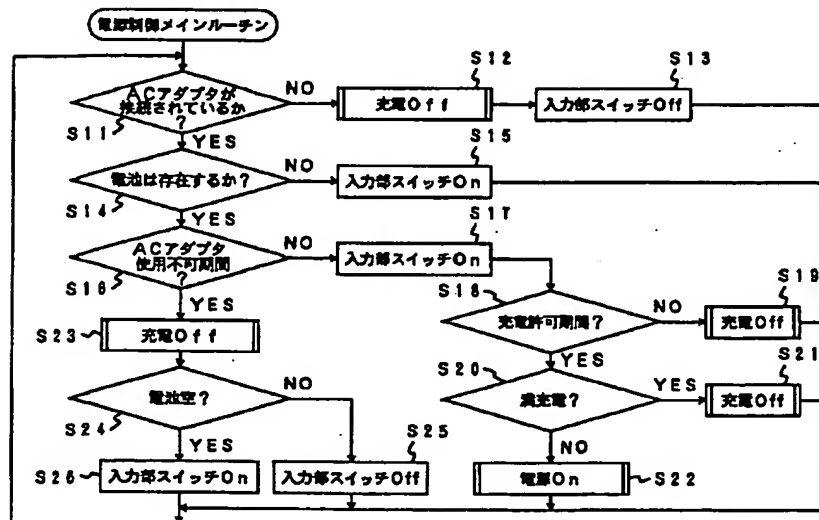 電源制御メインルーチン
ACアダプタが
接続されているか
?
S11
NO
YES
充電Off
S12
入力部スイッチOff
S13
電池は存在するか?
S14
NO
YES
入力部スイッチOn
S15
ACアダプタ
使用不可期間
?
S16
NO
YES
入力部スイッチOn
S17
S18
充電許可期間?
NO
YES
S19
充電Off
S23
充電Off
S20
満充電?
YES
NO
S21
充電Off
電池空?
S24
NO
YES
S25
S26
入力部スイッチOn
入力部スイッチOff
電源On
S22